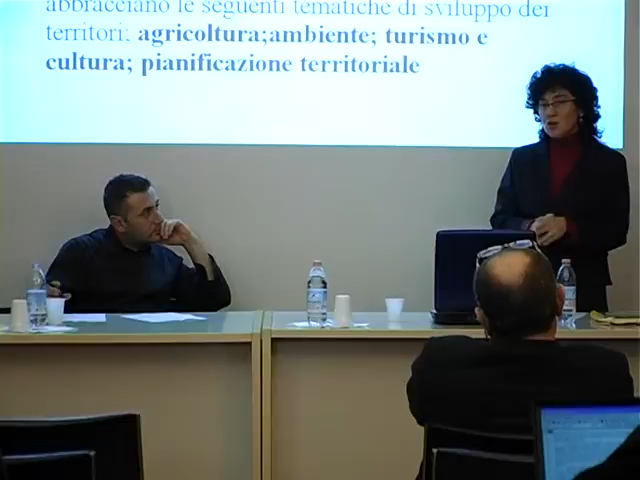 abbracciano le seguenti tematiche di sviluppo dei
territori: agricoltura;ambiente; turismo e
cultura; pianificazione territoriale